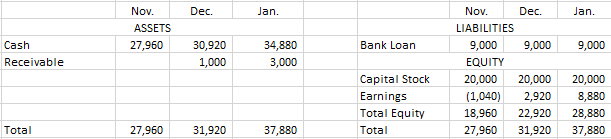 Nov. Dec. Jan. Nov. Dec. Jan.
ASSETS LIABILITIES
Cash 27,960 30,920 34,880 Bank Loan 9,000 9,000 9,000
Receivable 1,000 3,000 EQUITY
Capital Stock 20,000 20,000 20,000
Earnings (1,040) 2,920 8,880
Total Equity 18,960 22,920 28,880
Total 27,960 31,920 37,880 Total 27,960 31,920 37,880